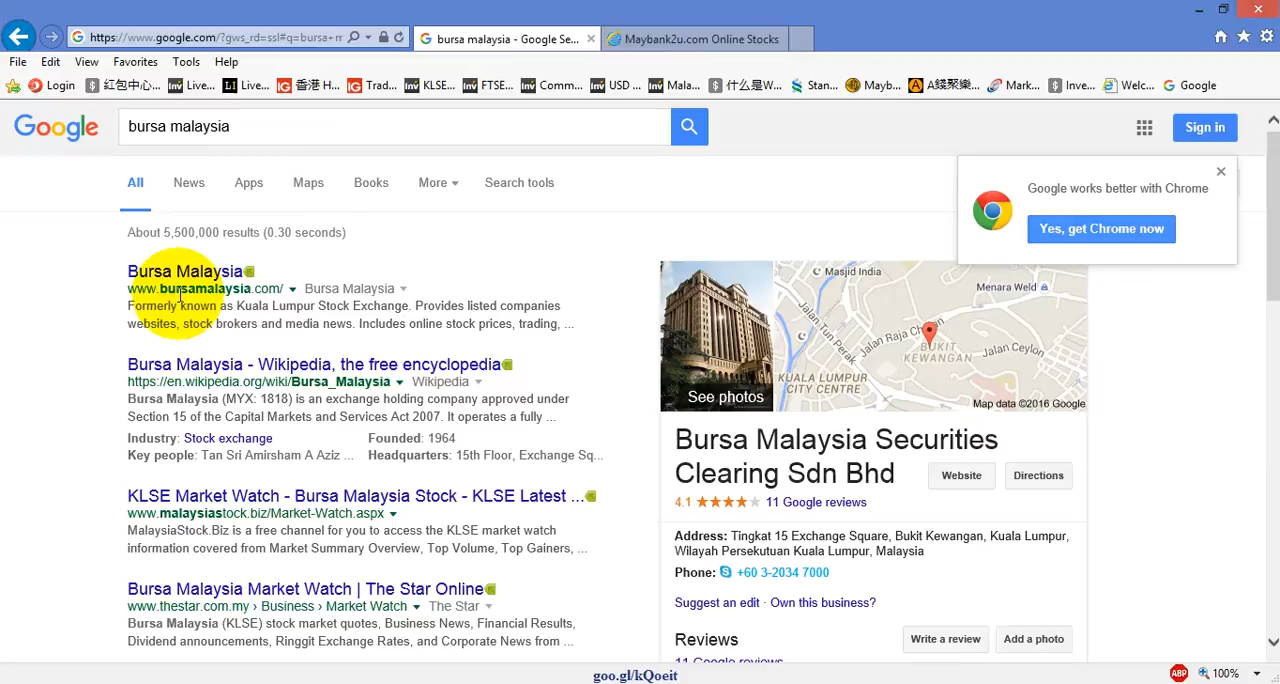 https://www.google.com/?gws_rd=ssl#q=bursa+m
bursa malaysia - Google Se...
Maybank2u.com Online Stocks
File Edit View Favorites Tools Help
Login 紅包中心... Live... Live... 香港 H... Trad... KLSE... FTSE... Comm... USD ... Mala... 什么是W... Stan... Mayb... A錢聚樂... Mark... Inve... Welc... Google
Google
bursa malaysia
Sign in
All News Apps Maps Books More Search tools
Google works better with Chrome
Yes, get Chrome now
About 5,500,000 results (0.30 seconds)
Bursa Malaysia
www.bursamalaysia.com/ Bursa Malaysia
Formerly known as Kuala Lumpur Stock Exchange. Provides listed companies
websites, stock brokers and media news. Includes online stock prices, trading, ...
Bursa Malaysia - Wikipedia, the free encyclopedia
https://en.wikipedia.org/wiki/Bursa_Malaysia Wikipedia
Bursa Malaysia (MYX: 1818) is an exchange holding company approved under
Section 15 of the Capital Markets and Services Act 2007. It operates a fully ...
Industry: Stock exchange Founded: 1964
Key people: Tan Sri Amirsham A Aziz ... Headquarters: 15th Floor, Exchange Sq...
KLSE Market Watch - Bursa Malaysia Stock - KLSE Latest ...
www.malaysiastock.biz/Market-Watch.aspx
MalaysiaStock.Biz is a free channel for you to access the KLSE market watch
information covered from Market Summary Overview, Top Volume, Top Gainers, ...
Bursa Malaysia Market Watch | The Star Online
www.thestar.com.my › Business › Market Watch The Star
Bursa Malaysia (KLSE) stock market quotes, Business News, Financial Results,
Dividend announcements, Ringgit Exchange Rates, and Corporate News from ...
See photos
Masjid India
Menara Weld
Jalan Tun Perak
Jalan Raja Ch
BUKIT
KEWANGAN
Jalan Ceylon
KUALA LUMPUR
CITY CENTRE
Map data ©2016 Google
Bursa Malaysia Securities
Clearing Sdn Bhd
Website Directions
4.1 11 Google reviews
Address: Tingkat 15 Exchange Square, Bukit Kewangan, Kuala Lumpur,
Wilayah Persekutuan Kuala Lumpur, Malaysia
Phone: +60 3-2034 7000
Suggest an edit · Own this business?
Reviews
Write a review Add a photo
11 Google reviews
goo.gl/kQoeit
ABP
100%